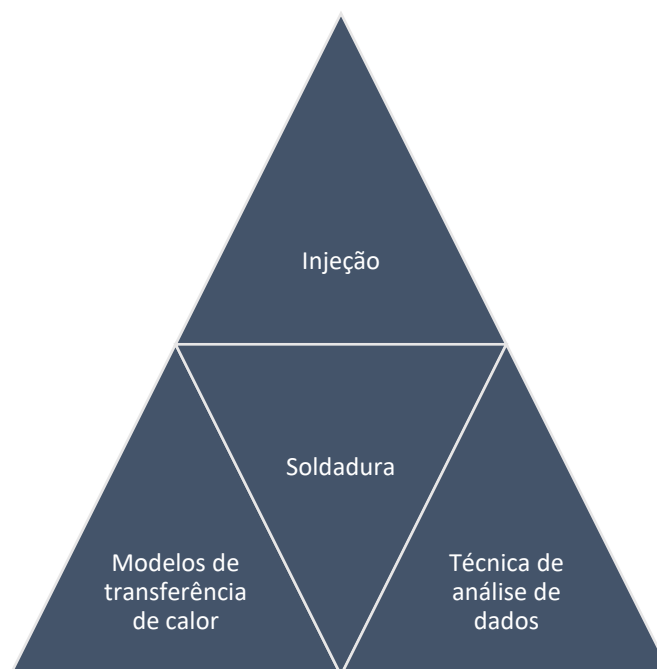 Injeção
Soldadura
Modelos de
transferência
de calor
Técnica de
análise de
dados